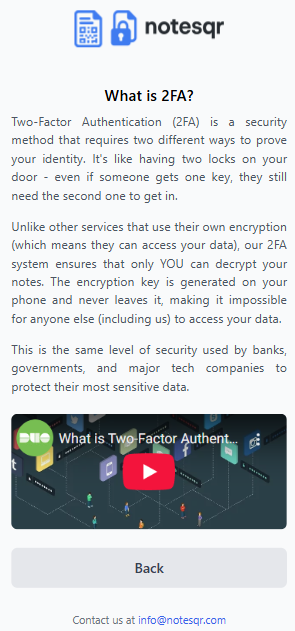 notesqr
What is 2FA?
Two-Factor Authentication (2FA) is a security
method that requires two different ways to prove
your identity. It's like having two locks on your
door - even if someone gets one key, they still
need the second one to get in.
Unlike other services that use their own encryption
(which means they can access your data), our 2FA
system ensures that only YOU can decrypt your
notes. The encryption key is generated on your
phone and never leaves it, making it impossible
for anyone else (including us) to access your data.
This is the same level of security used by banks,
governments, and major tech companies to
protect their most sensitive data.
DUO What is Two-Factor Authent...
Back
Contact us at info@notesqr.com